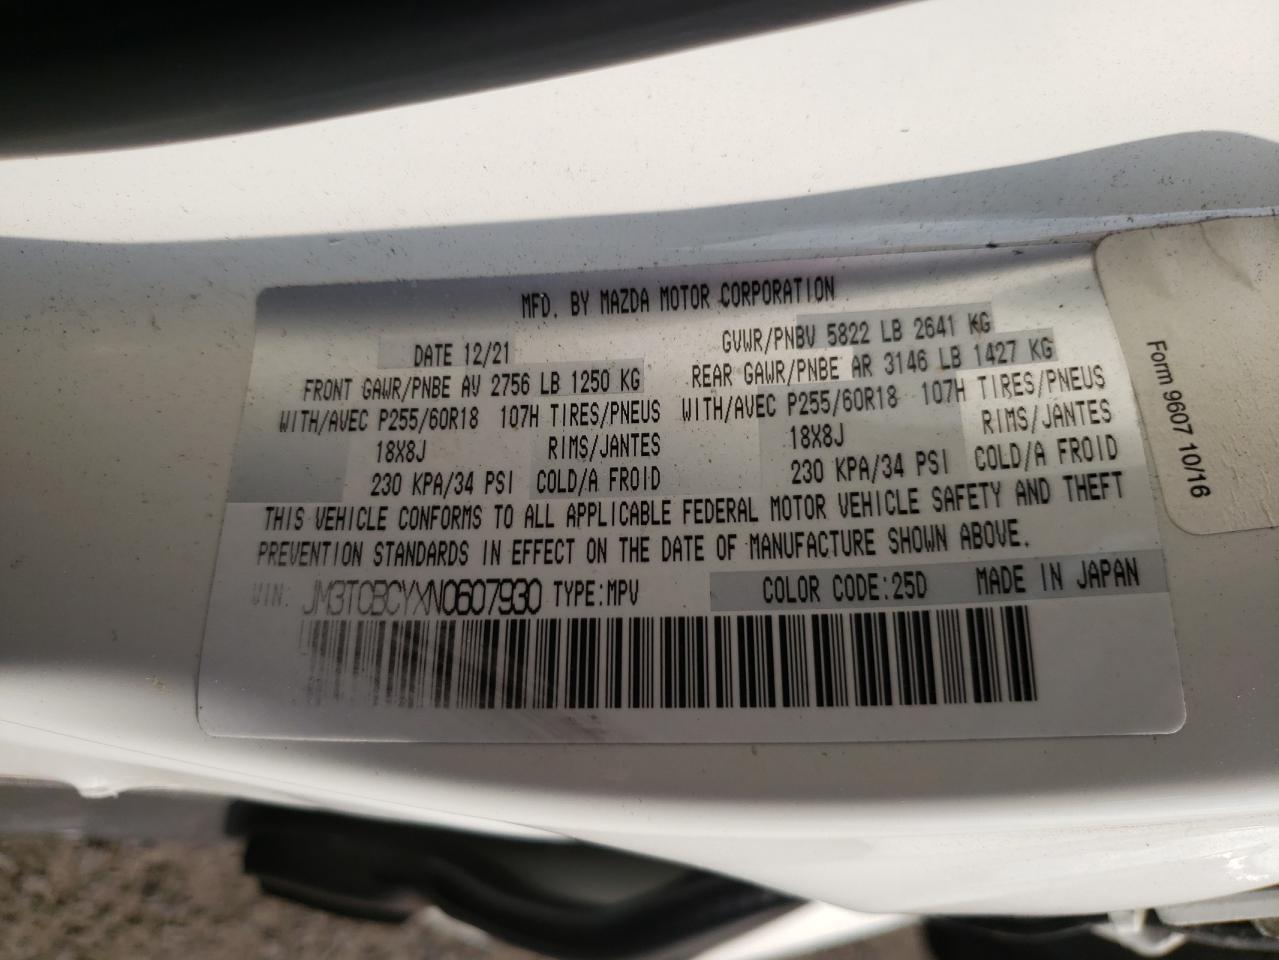 MFD. BY MAZDA MOTOR CORPORATION
DATE 12/21 GVWR/PNBV 5822 LB 2641 KG
FRONT GAWR/PNBE AV 2756 LB 1250 KG REAR GAWR/PNBE AR 3146 LB 1427 KG
WITH/AVEC P255/60R18 107H TIRES/PNEUS WITH/AVEC P255/60R18 107H TIRES/PNEUS
18X8J RIMS/JANTES 18X8J RIMS/JANTES
230 KPA/34 PSI COLD/A FROID 230 KPA/34 PSI COLD/A FROID
THIS VEHICLE CONFORMS TO ALL APPLICABLE FEDERAL MOTOR VEHICLE SAFETY AND THEFT
PREVENTION STANDARDS IN EFFECT ON THE DATE OF MANUFACTURE SHOWN ABOVE.
VIN: JM3TCBCYXN0607930 TYPE:MPV COLOR CODE:25D MADE IN JAPAN
Form 9607 10/16